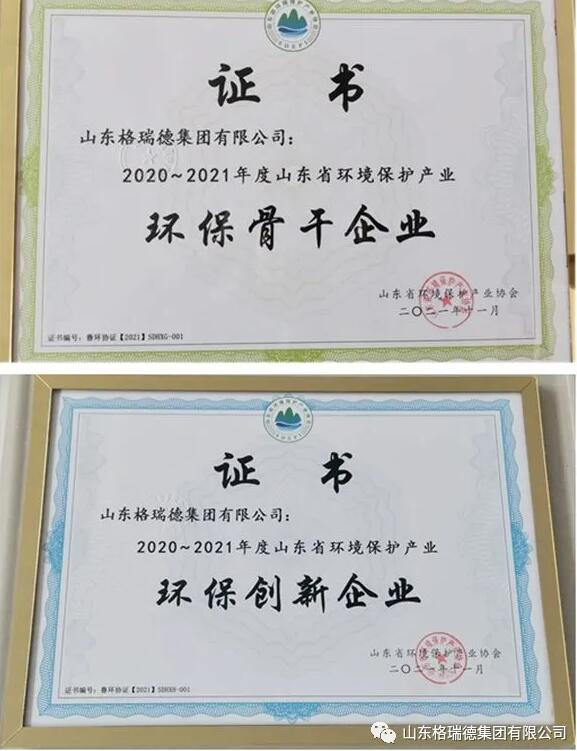 证 书
山东格瑞德集团有限公司：
2020~2021年度山东省环境保护产业
环保骨干企业
山东省环境保护产业协会
二〇二一年十一月
证书编号：鲁环协证【2021】SDHXG-001
证 书
山东格瑞德集团有限公司：
2020~2021年度山东省环境保护产业
环保创新企业
山东省环境保护产业协会
二〇二一年十一月
证书编号：鲁环协证【2021】SDHXH-001
山东格瑞德集团有限公司